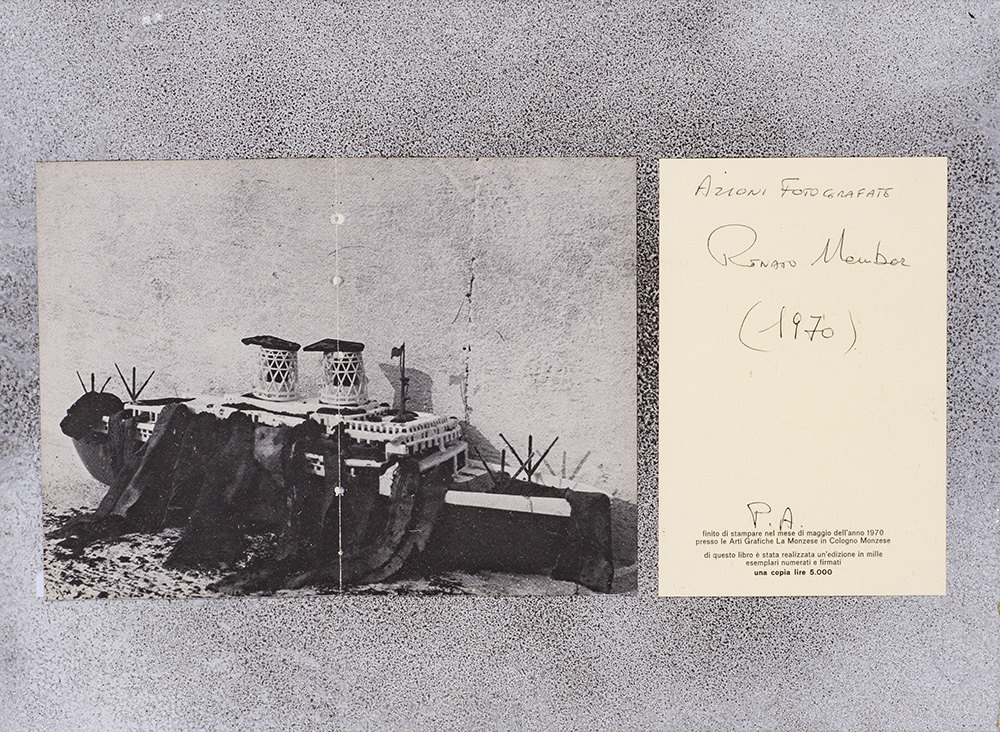 AZIONI FOTOGRAFATE
RENATO Mambor
(1970)
P.A.
finito di stampare nel mese di maggio dell'anno 1970
presso le Arti Grafiche La Monzese in Cologno Monzese
di questo libro è stata realizzata un'edizione in mille
esemplari numerati e firmati
una copia lire 5.000